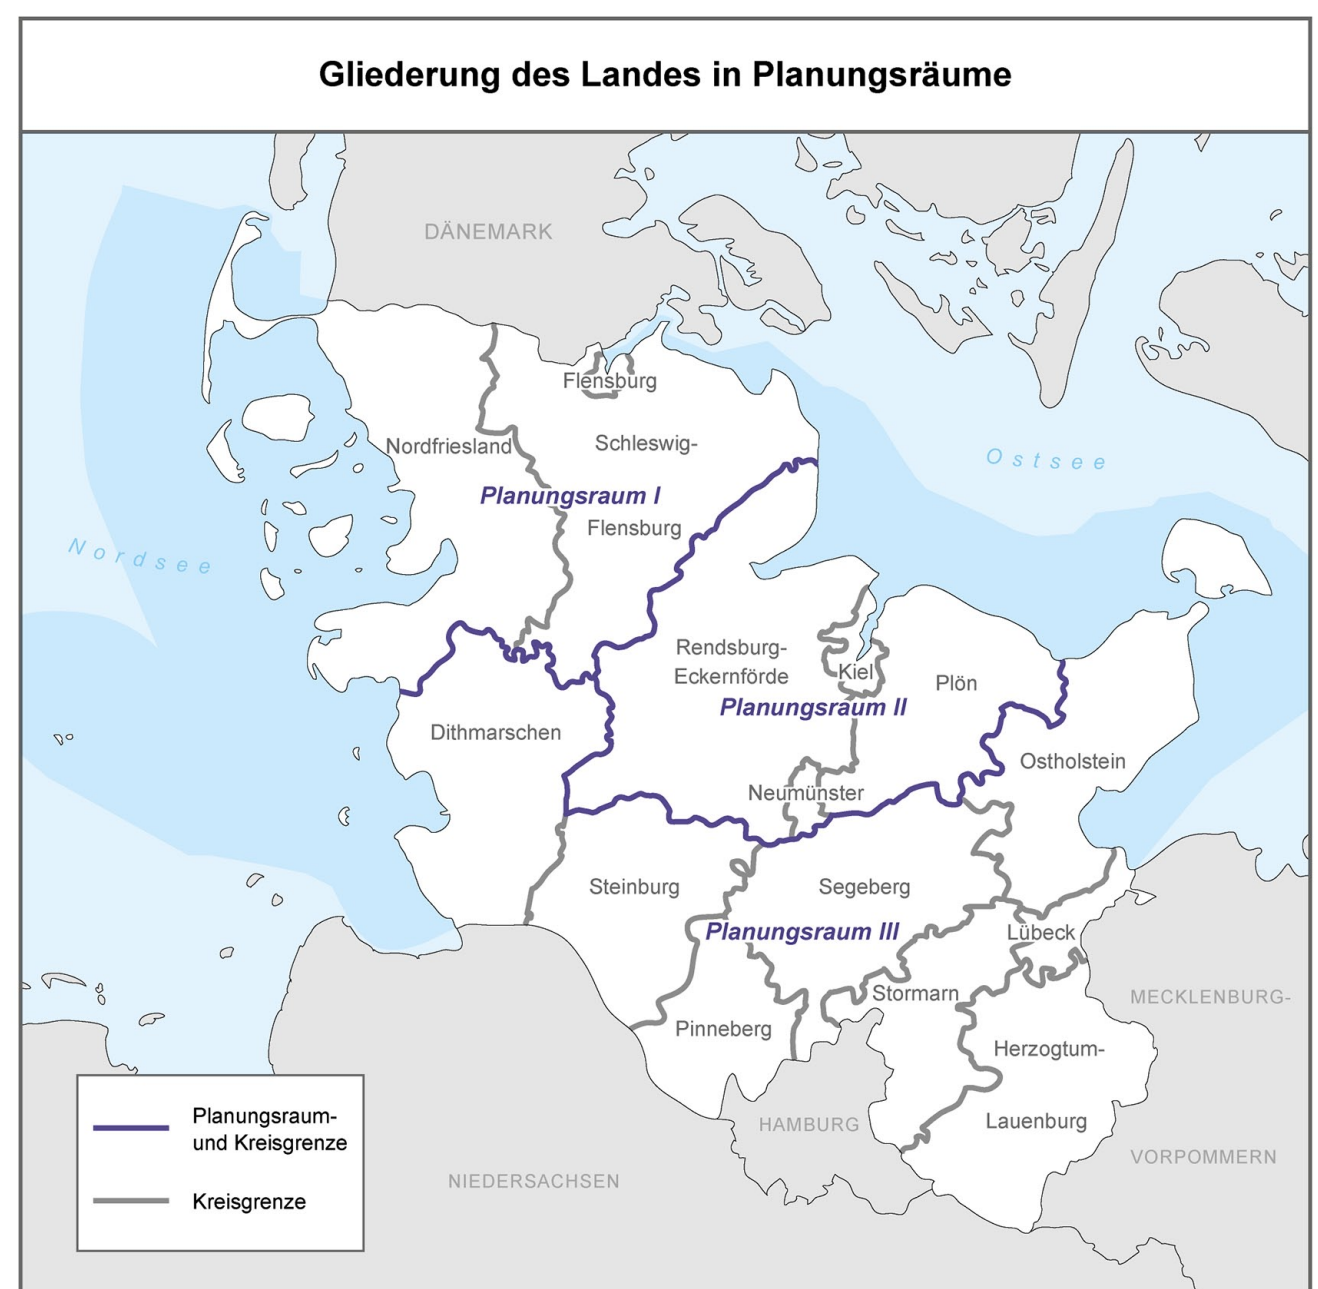 Gliederung des Landes in Planungsräume
DÄNEMARK
Flensburg
Nordfriesland
Schleswig-
Ostsee
Planungsraum I
Flensburg
Nordsee
Rendsburg-
Eckernförde
Kiel
Plön
Planungsraum II
Dithmarschen
Ostholstein
Neumünster
Steinburg
Segeberg
Planungsraum III
Lübeck
Stormarn
MECKLENBURG-
Pinneberg
Herzogtum-
Lauenburg
HAMBURG
VORPOMMERN
NIEDERSACHSEN
Planungsraum-
und Kreisgrenze
Kreisgrenze